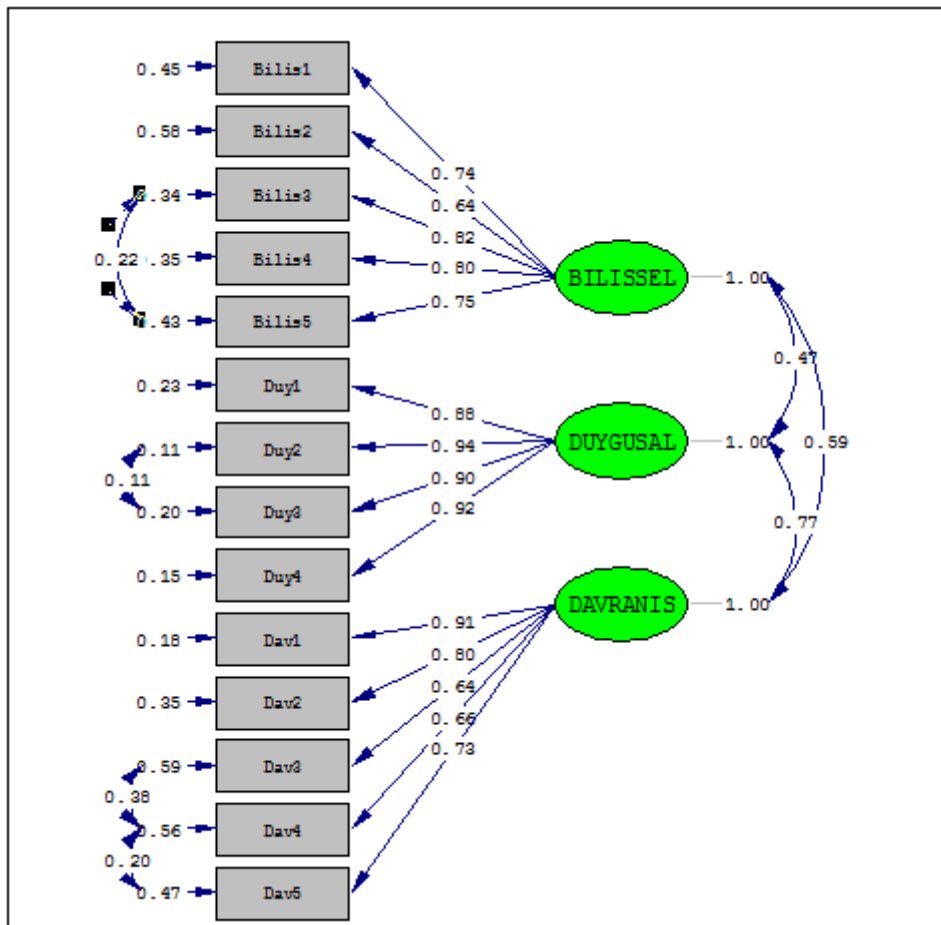 0.45 Bilis1
0.58 Bilis2
0.74
0.64
.34 Bilis3
0.82
0.22 .35 Bilis4
0.80
BILISSEL 1.00
0.75
.43 Bilis5
0.47
0.23 Duy1
0.88
0.11 Duy2
0.94
DUYGUSAL 1.00
0.59
0.11
0.90
0.20 Duy3
0.92
0.77
0.15 Duy4
DAVRANIS 1.00
0.91
0.18 Dav1
0.80
0.64
0.35 Dav2
0.66
0.73
0.59 Dav3
0.38
0.56 Dav4
0.20
0.47 Dav5